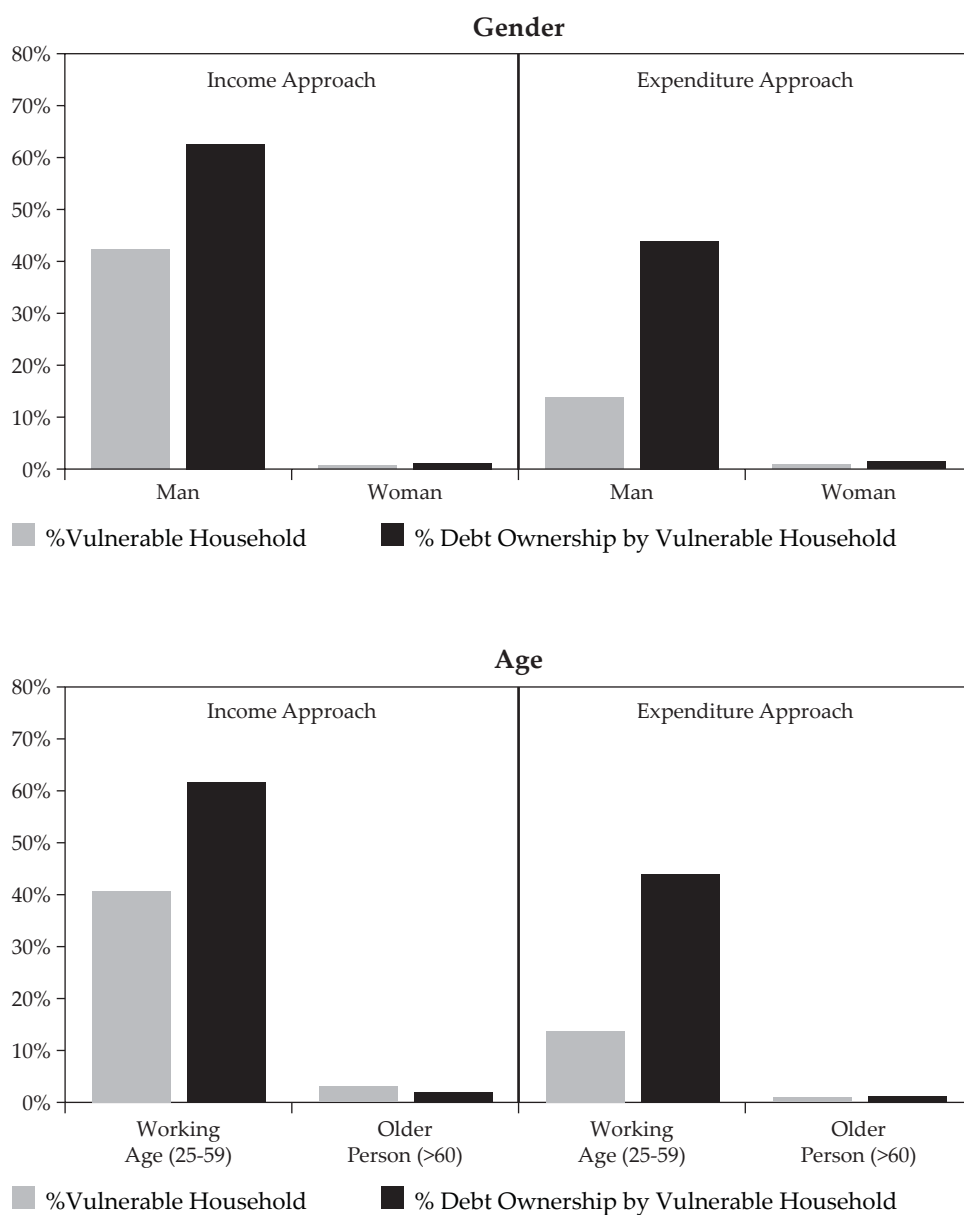 Gender
80%
Income Approach
Expenditure Approach
70%
60%
50%
40%
30%
20%
10%
0%
Man
Woman
Man
Woman
%Vulnerable Household
% Debt Ownership by Vulnerable Household
Age
80%
Income Approach
Expenditure Approach
70%
60%
50%
40%
30%
20%
10%
0%
Working
Age (25-59)
Older
Person (>60)
Working
Age (25-59)
Older
Person (>60)
%Vulnerable Household
% Debt Ownership by Vulnerable Household